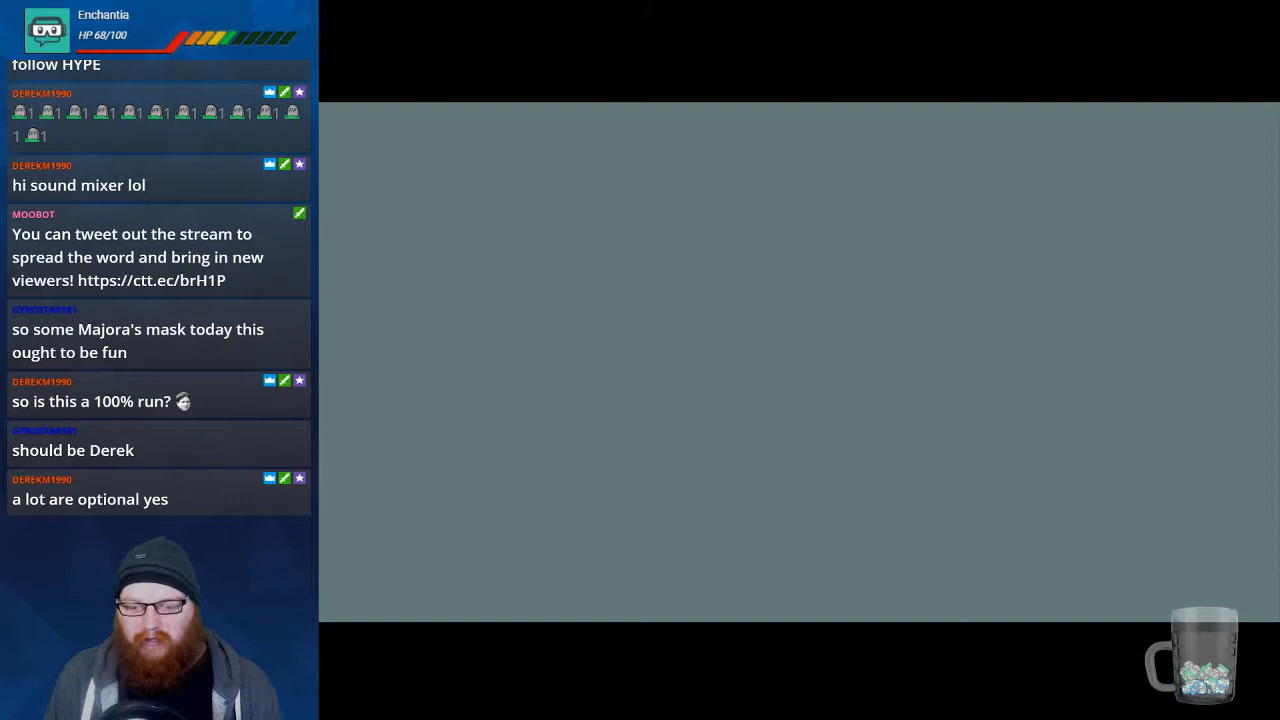 Enchantia
HP 68/100
follow HYPE
DEREKM1990
1 1 1 1 1 1 1 1 1 1
1 1
DEREKM1990
hi sound mixer lol
MOOBOT
You can tweet out the stream to
spread the word and bring in new
viewers! https://ctt.ec/brH1P
GYROSTAR181
so some Majora's mask today this
ought to be fun
DEREKM1990
so is this a 100% run?
GYROSTAR181
should be Derek
DEREKM1990
a lot are optional yes